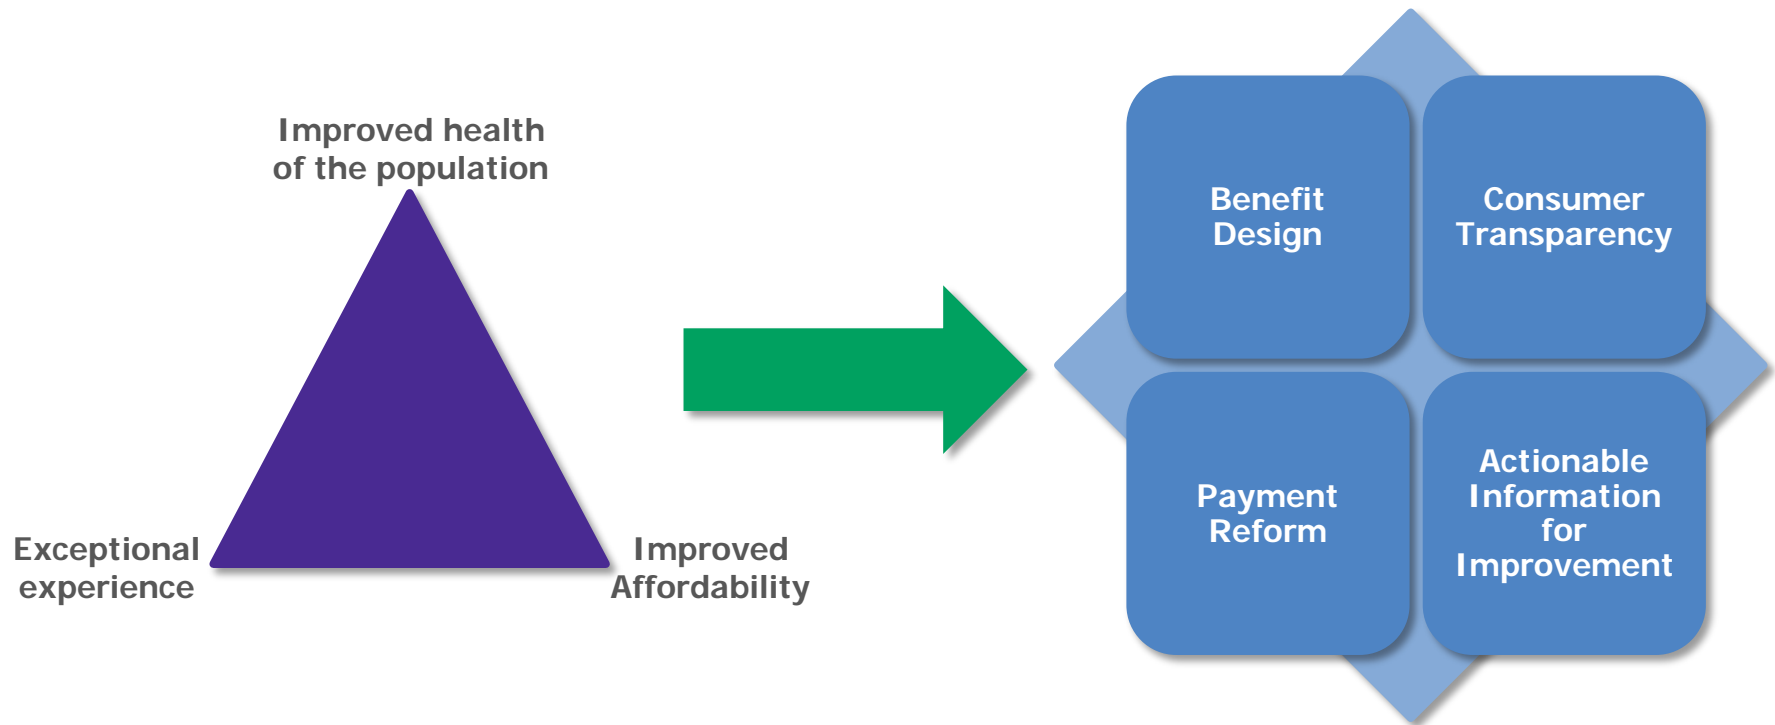 Improved health
of the population
Exceptional
experience
Improved
Affordability
Benefit
Design
Consumer
Transparency
Payment
Reform
Actionable
Information
for
Improvement